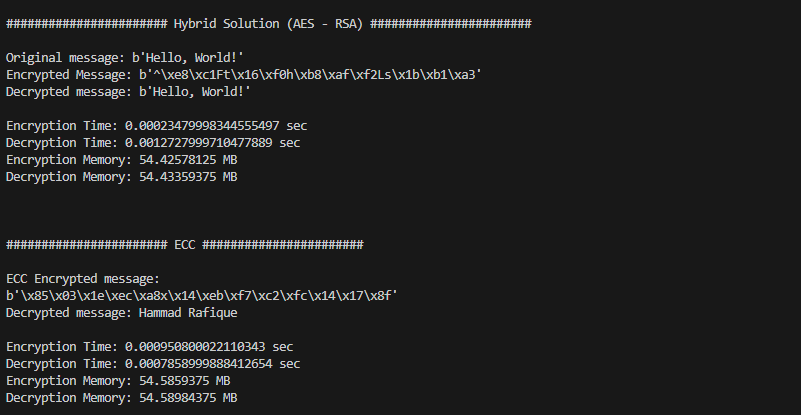 ####################### Hybrid Solution (AES - RSA) #######################
Original message: b'Hello, World!'
Encrypted Message: b'^\xe8\xc1Ft\x16\xf0h\xb8\xaf\xf2Ls\x1b\xb1\xa3'
Decrypted message: b'Hello, World!'
Encryption Time: 0.00023479998344555497 sec
Decryption Time: 0.0012727999710477889 sec
Encryption Memory: 54.42578125 MB
Decryption Memory: 54.43359375 MB
####################### ECC #######################
ECC Encrypted message:
b'\x85\x03\x1e\xec\xa8x\x14\xeb\xf7\xc2\xfc\x14\x17\x8f'
Decrypted message: Hammad Rafique
Encryption Time: 0.000950800022110343 sec
Decryption Time: 0.0007858999888412654 sec
Encryption Memory: 54.5859375 MB
Decryption Memory: 54.58984375 MB